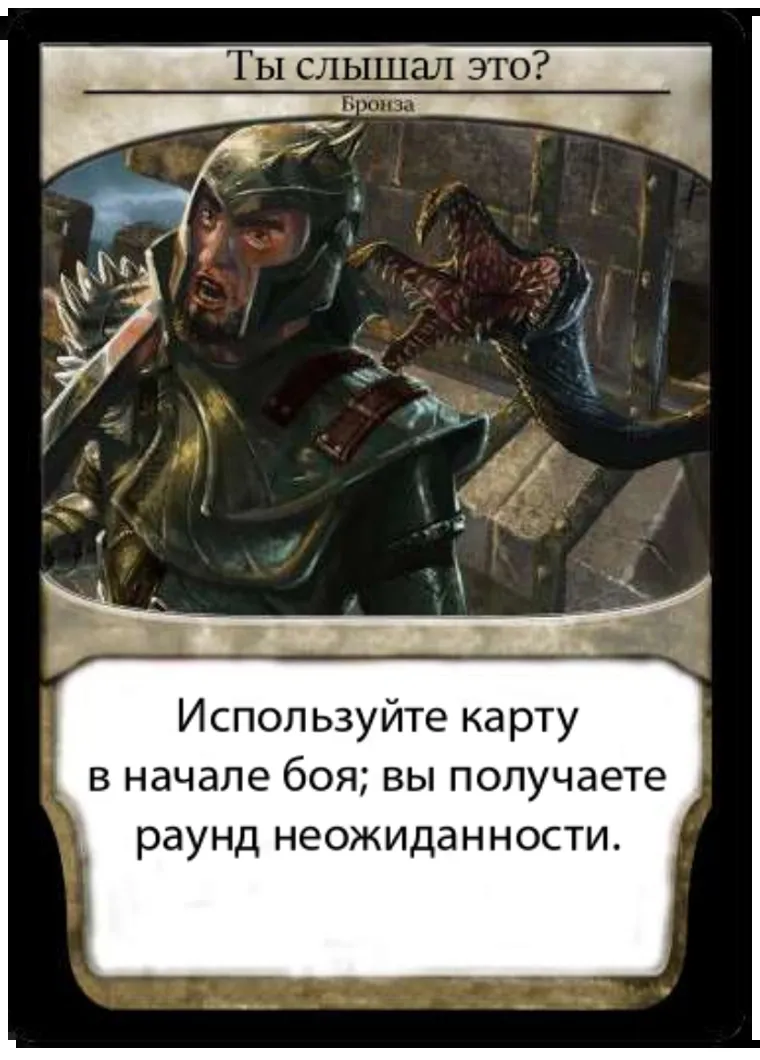 Ты слышал это?
Бронза
Используйте карту
в начале боя; вы получаете
раунд неожиданности.